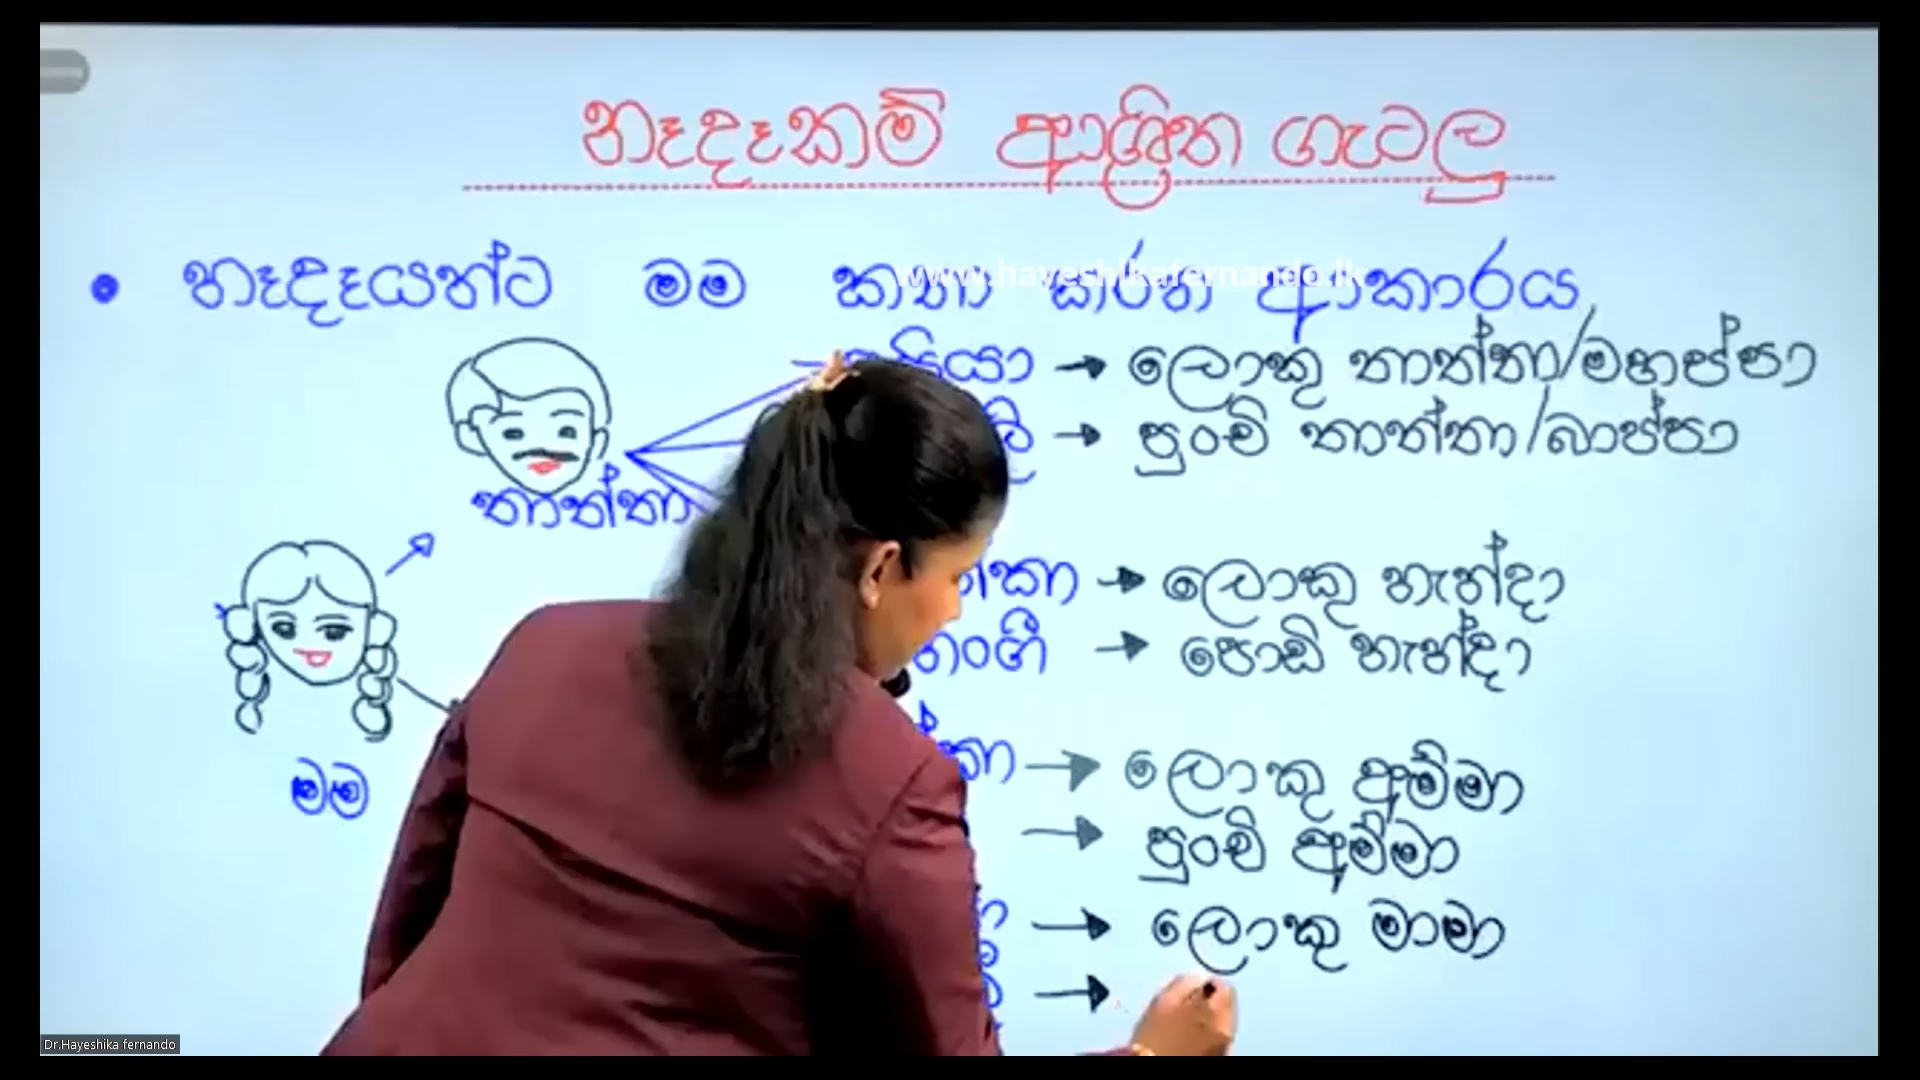 නෑදෑකම් ආශ්‍රිත ගැටලු
• නෑදෑයන්ට මම කතා කරන ආකාරය
www.hayeshikafernando.lk
→ ලොකු තාත්තා/මහප්පා
→ පුංචි තාත්තා/බාප්පා
තාත්තා
→ ලොකු නැන්දා
නංගී → පොඩි නැන්දා
මම
→ ලොකු අම්මා
→ පුංචි අම්මා
→ ලොකු මාමා
→
Dr.Hayeshika fernando